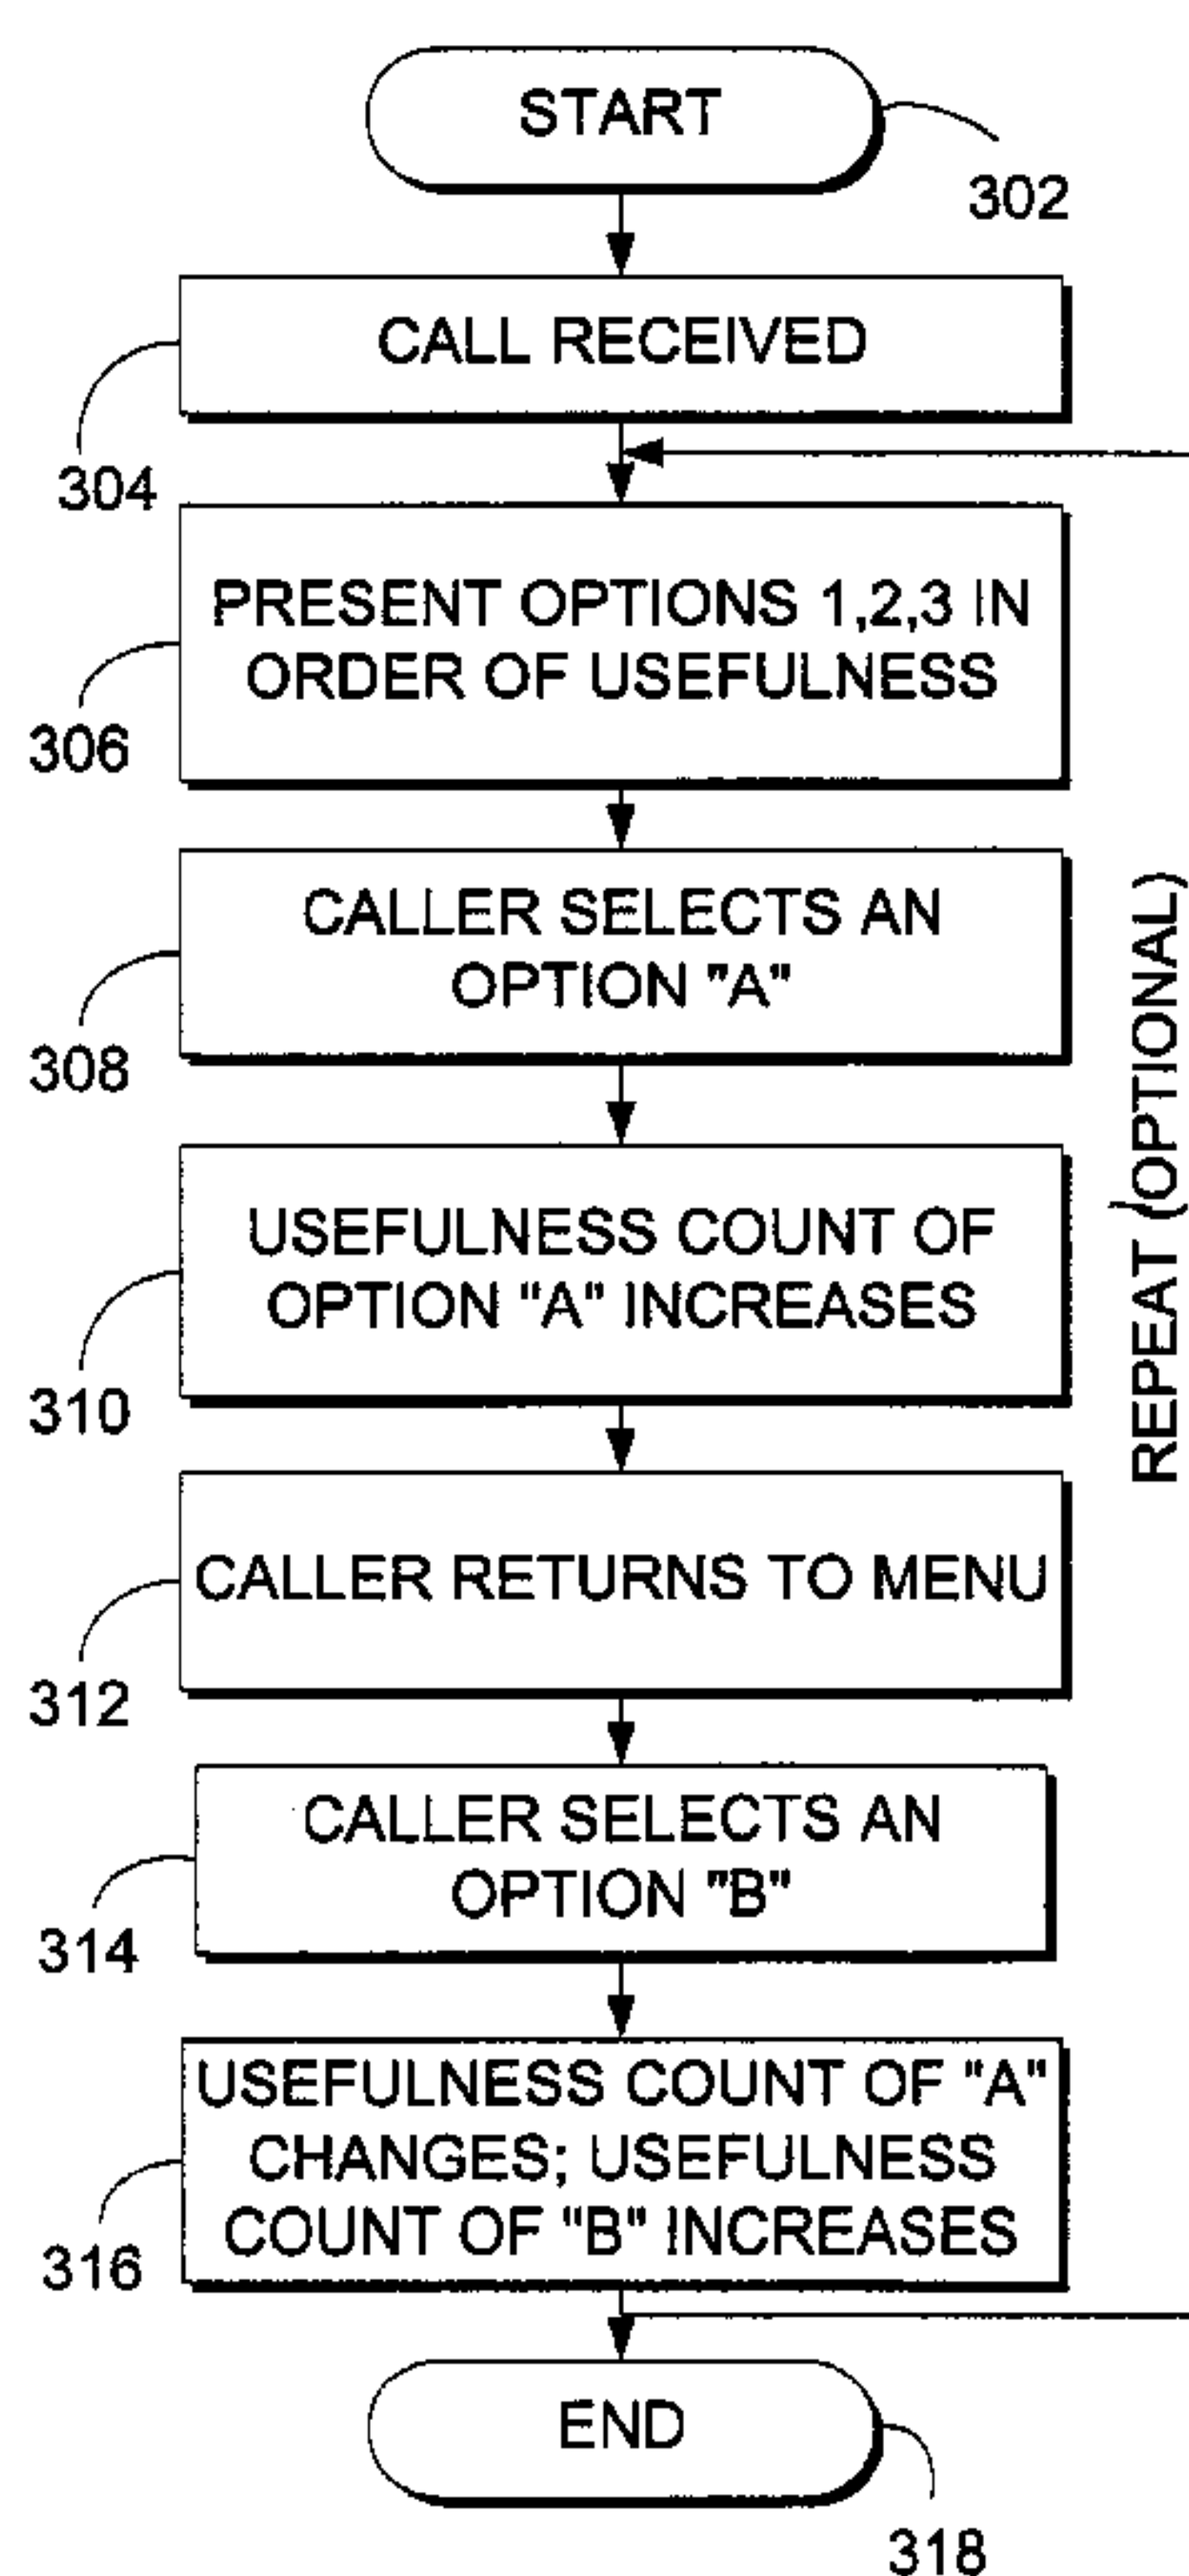 START
302
CALL RECEIVED
304
PRESENT OPTIONS 1,2,3 IN
ORDER OF USEFULNESS
306
CALLER SELECTS AN
OPTION "A"
308
USEFULNESS COUNT OF
OPTION "A" INCREASES
310
CALLER RETURNS TO MENU
312
CALLER SELECTS AN
OPTION "B"
314
USEFULNESS COUNT OF "A"
CHANGES; USEFULNESS
COUNT OF "B" INCREASES
316
END
318
REPEAT (OPTIONAL)